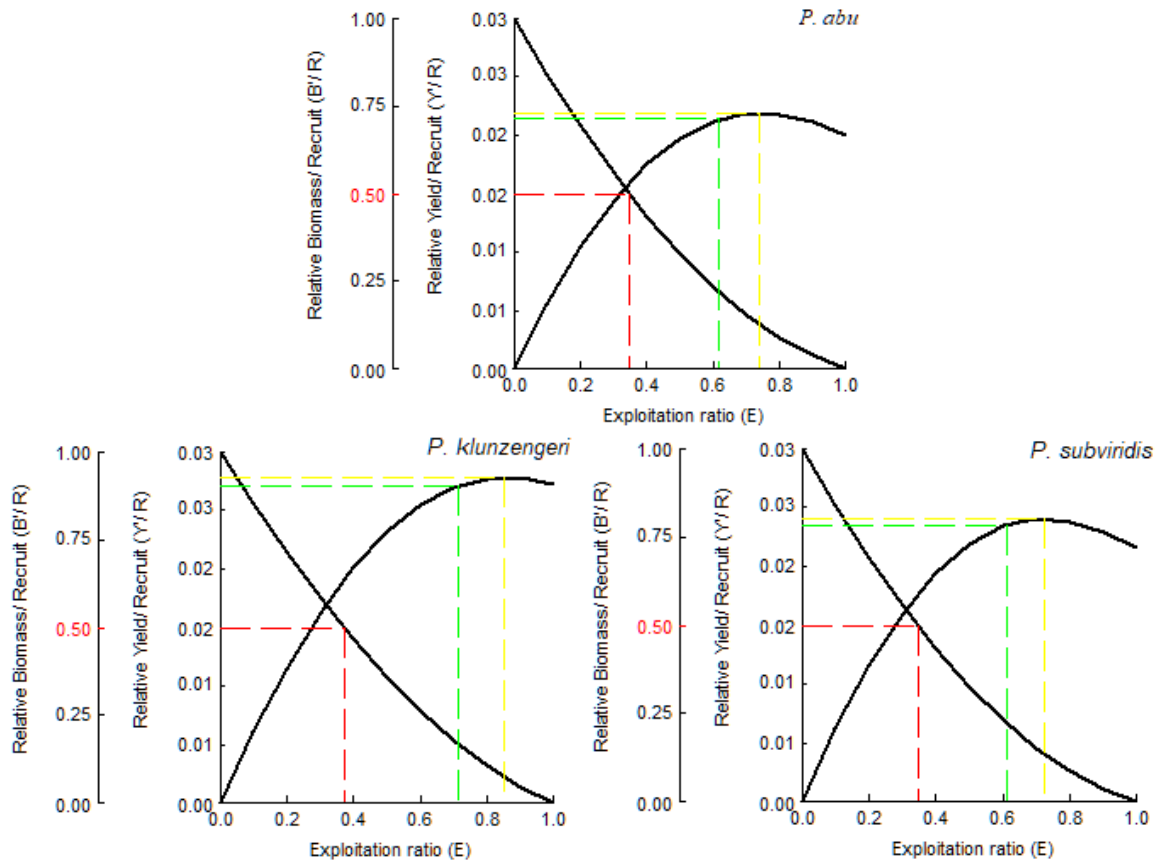 P. abu
Relative Biomass/ Recruit (B'/ R)
1.00
0.75
0.50
0.25
0.00
Relative Yield/ Recruit (Y'/ R)
0.03
0.03
0.02
0.02
0.01
0.01
0.00
0.0 0.2 0.4 0.6 0.8 1.0
Exploitation ratio (E)
P. klunzengeri
Relative Biomass/ Recruit (B'/ R)
1.00
0.75
0.50
0.25
0.00
Relative Yield/ Recruit (Y'/ R)
0.03
0.03
0.02
0.02
0.01
0.01
0.00
0.0 0.2 0.4 0.6 0.8 1.0
Exploitation ratio (E)
P. subviridis
Relative Biomass/ Recruit (B'/ R)
1.00
0.75
0.50
0.25
0.00
Relative Yield/ Recruit (Y'/ R)
0.03
0.03
0.02
0.02
0.01
0.01
0.00
0.0 0.2 0.4 0.6 0.8 1.0
Exploitation ratio (E)